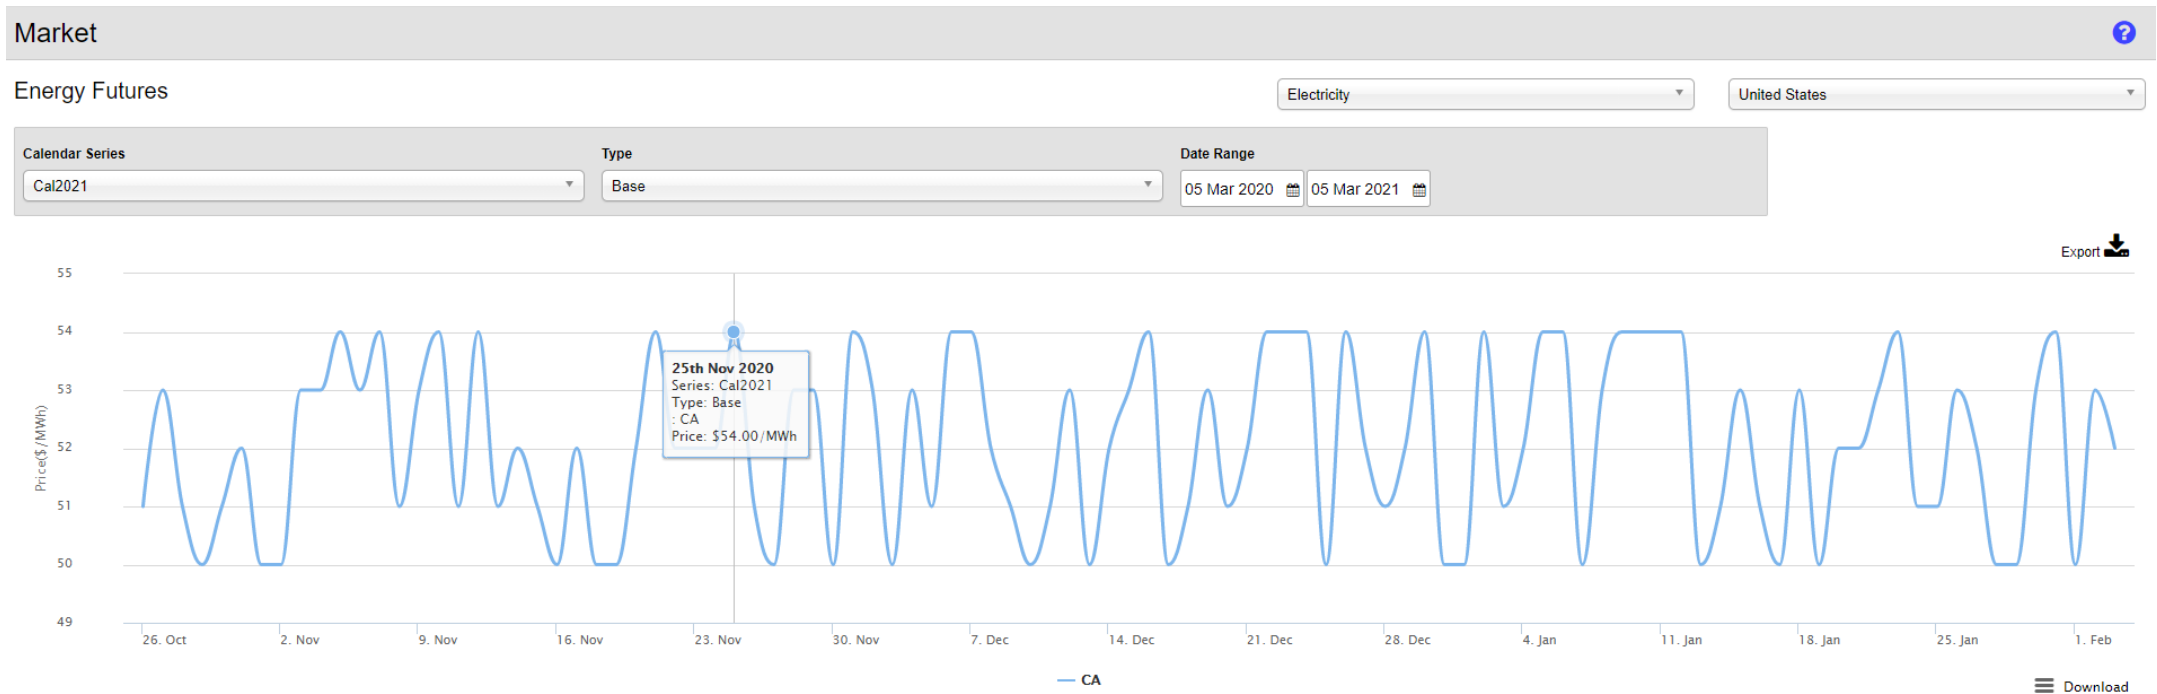 Market
?
Energy Futures
Electricity
United States
Calendar Series
Type
Date Range
Cal2021
Base
05 Mar 2020
05 Mar 2021
Export
55
54
53
52
51
50
49
Price($/MWh)
25th Nov 2020
Series: Cal2021
Type: Base
: CA
Price: $54.00/MWh
26. Oct
2. Nov
9. Nov
16. Nov
23. Nov
30. Nov
7. Dec
14. Dec
21. Dec
28. Dec
4. Jan
11. Jan
18. Jan
25. Jan
1. Feb
CA
Download